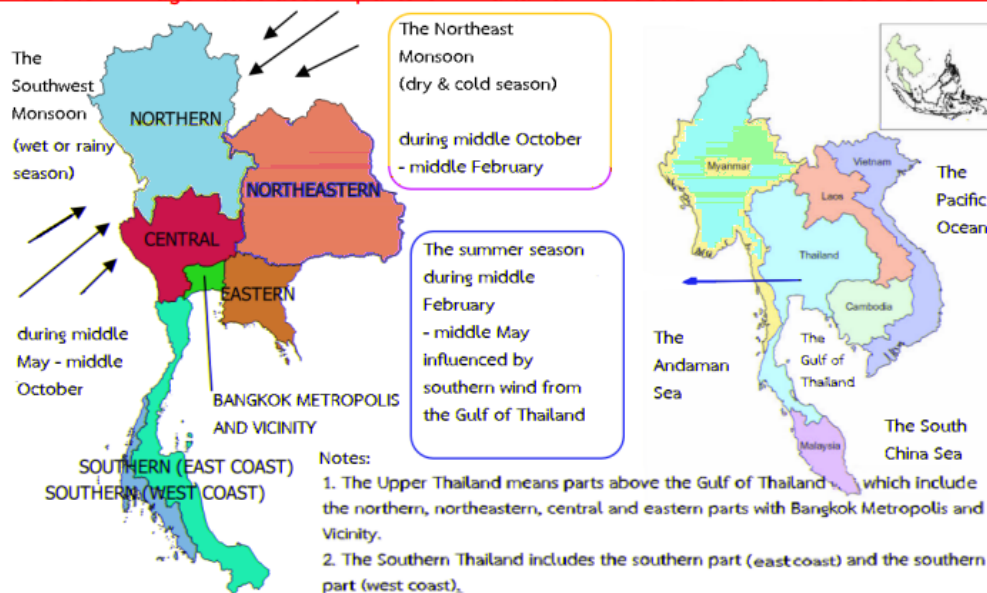 The
Southwest
Monsoon
(wet or rainy
season)
during middle
May - middle
October
NORTHERN
NORTHEASTERN
CENTRAL
EASTERN
BANGKOK METROPOLIS
AND VICINITY
SOUTHERN (EAST COAST)
SOUTHERN (WEST COAST)
The Northeast
Monsoon
(dry & cold season)
during middle October
- middle February
The summer season
during middle
February
- middle May
influenced by
southern wind from
the Gulf of Thailand
Myanmar
Vietnam
Laos
Thailand
Cambodia
Malaysia
The
Pacific
Ocean
The
Andaman
Sea
The
Gulf of
Thailand
The South
China Sea
Notes:
1. The Upper Thailand means parts above the Gulf of Thailand which include
the northern, northeastern, central and eastern parts with Bangkok Metropolis and
Vicinity.
2. The Southern Thailand includes the southern part (east coast) and the southern
part (west coast).